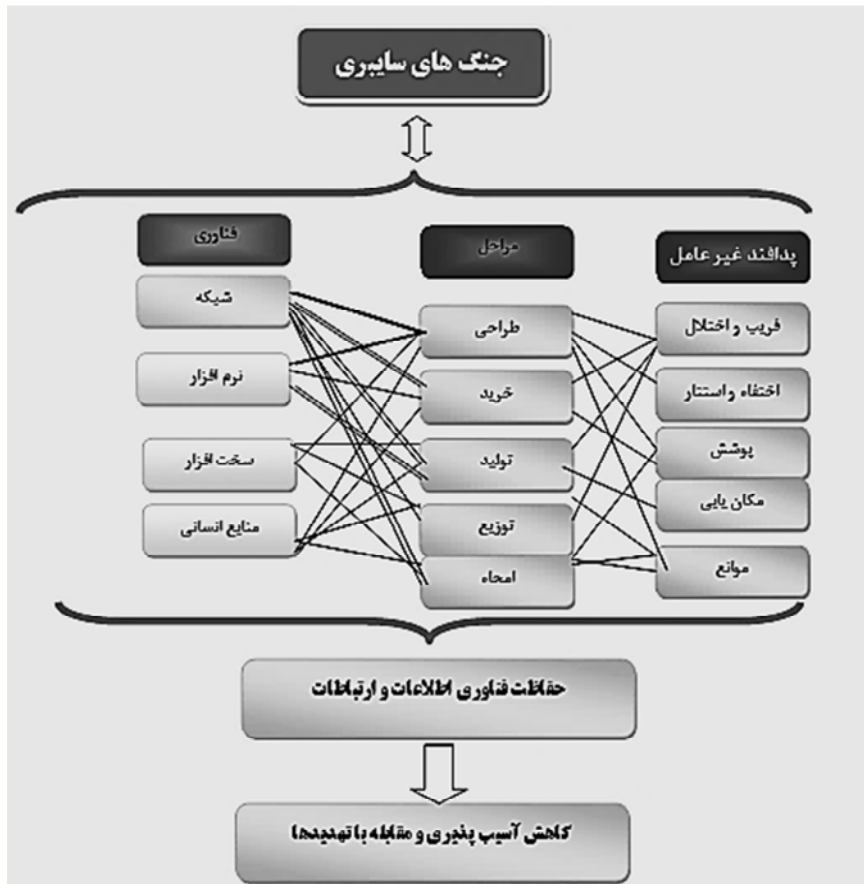 جنگ های سایبری
پدافند غیر عامل
مراحل
فناوری
فریب و اختلال
اختفاء و استتار
پوشش
مکان یابی
موانع
طراحی
خرید
تولید
توزیع
امحاء
شبکه
نرم افزار
سخت افزار
منابع انسانی
حفاظت فناوری اطلاعات و ارتباطات
کاهش آسیب پذیری و مقابله با تهدیدها